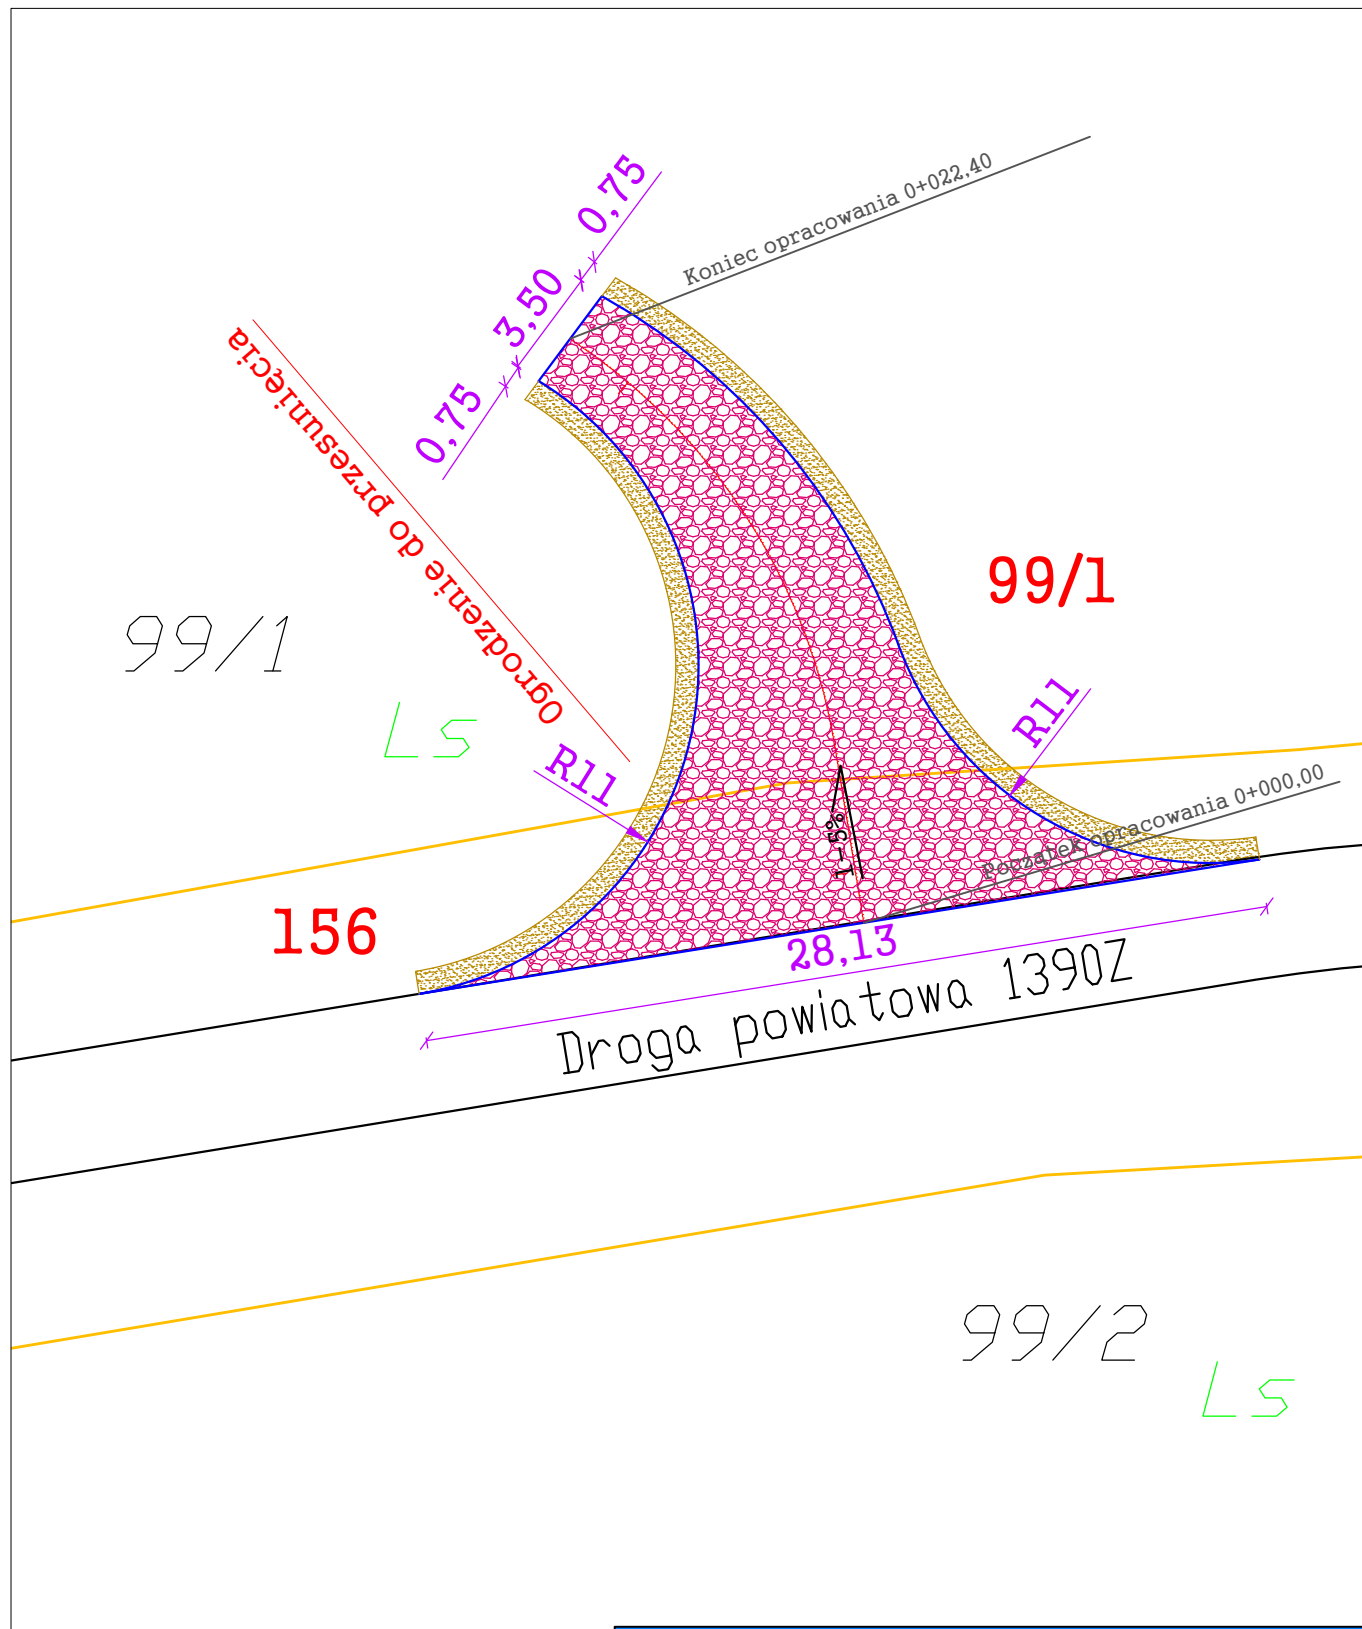 0,75
3,50
0,75
Koniec opracowania 0+022,40
Ogrodzenie do przesunięcia
99/1
99/1
Ls
R11
R11
Początek opracowania 0+000,00
1-5%
156
28,13
Droga powiatowa 1390Z
99/2
Ls